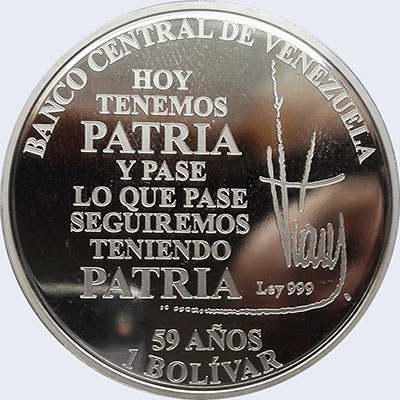 BANCO CENTRAL DE VENEZUELA
HOY
TENEMOS
PATRIA
Y PASE
LO QUE PASE
SEGUIREMOS
TENIENDO
PATRIA
Ley 999
59 AÑOS
1 BOLÍVAR